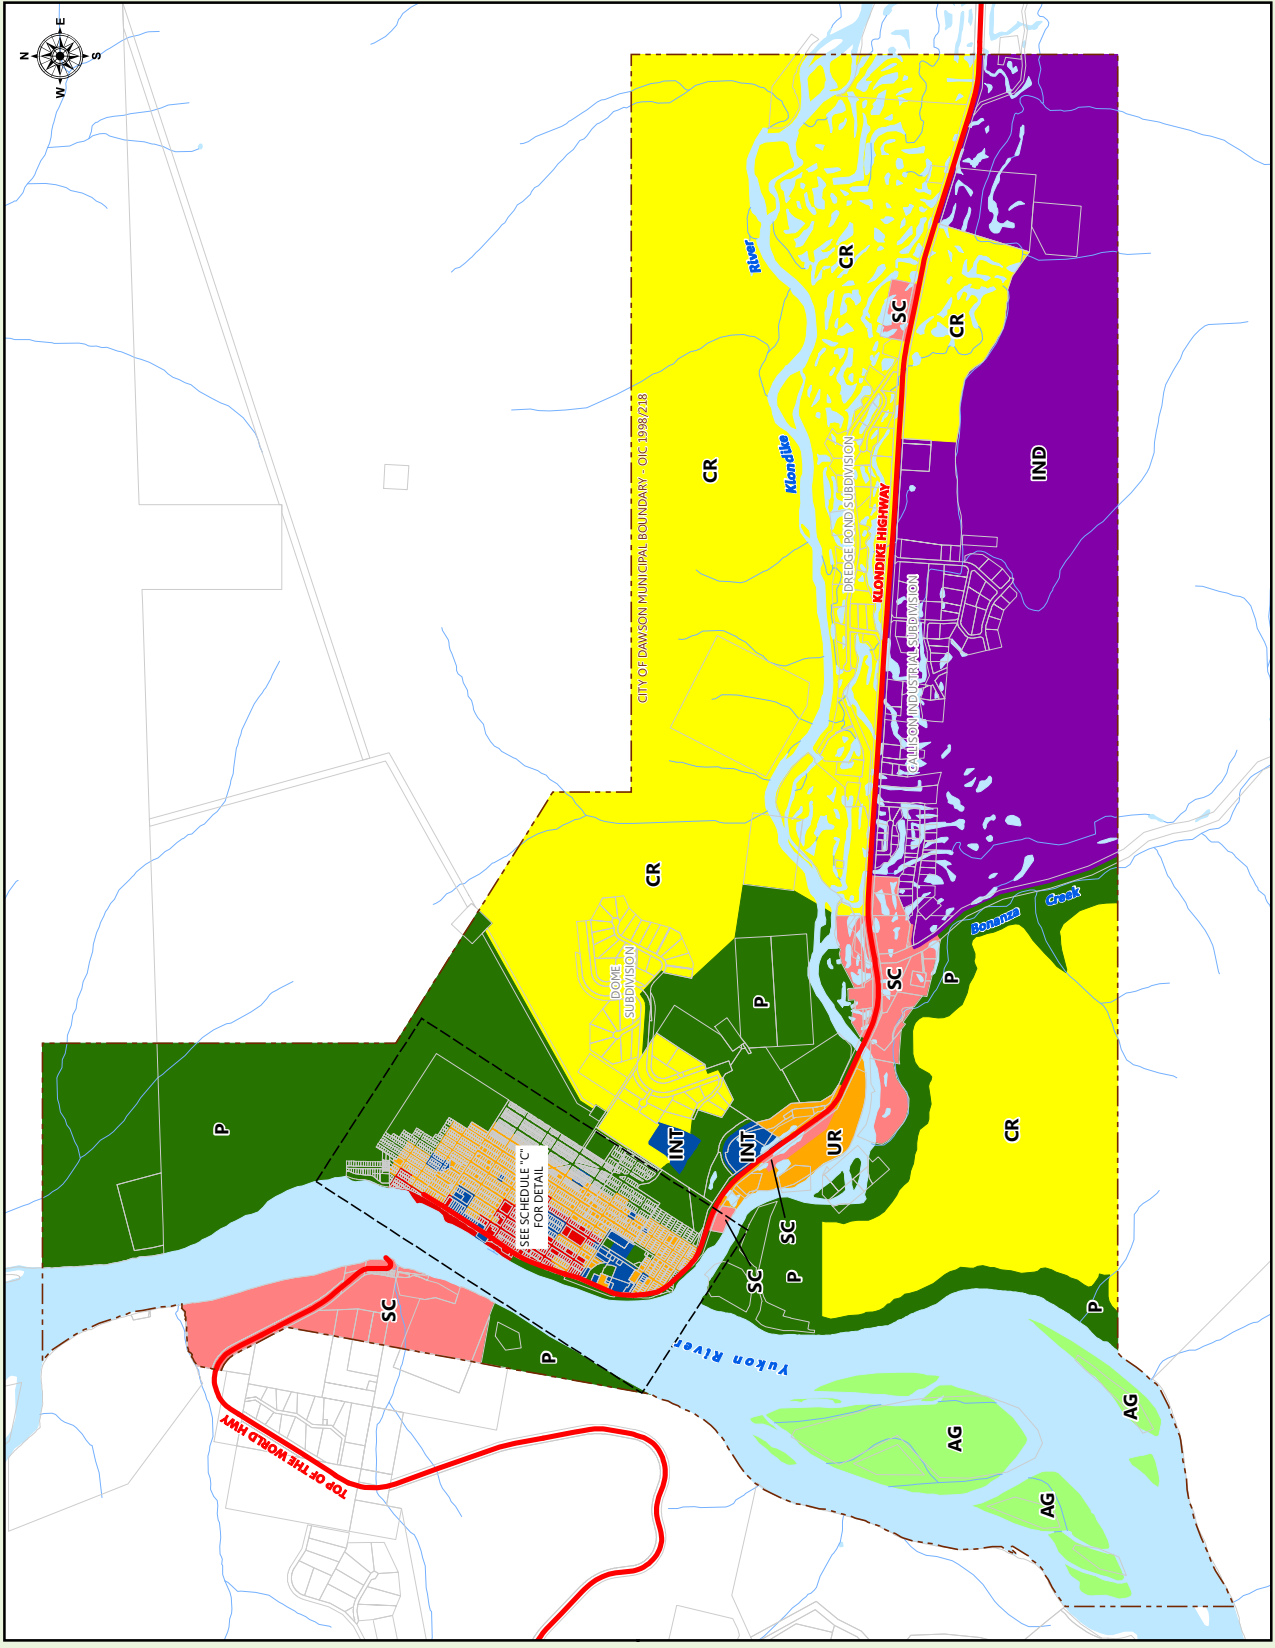 N
E
S
W
River
CR
SC
CR
CITY OF DAWSON MUNICIPAL BOUNDARY - OIC 1998/218
CR
Klondike
DREDGE POND SUBDIVISION
KLONDIKE HIGHWAY
IND
CALLISON INDUSTRIAL SUBDIVISION
CR
DOME
SUBDIVISION
Bonanza
Creek
P
SC
P
P
INT
INT
UR
CR
SEE SCHEDULE "C"
FOR DETAIL
SC
SC
P
SC
P
P
Yukon River
TOP OF THE WORLD HWY
AG
AG
AG